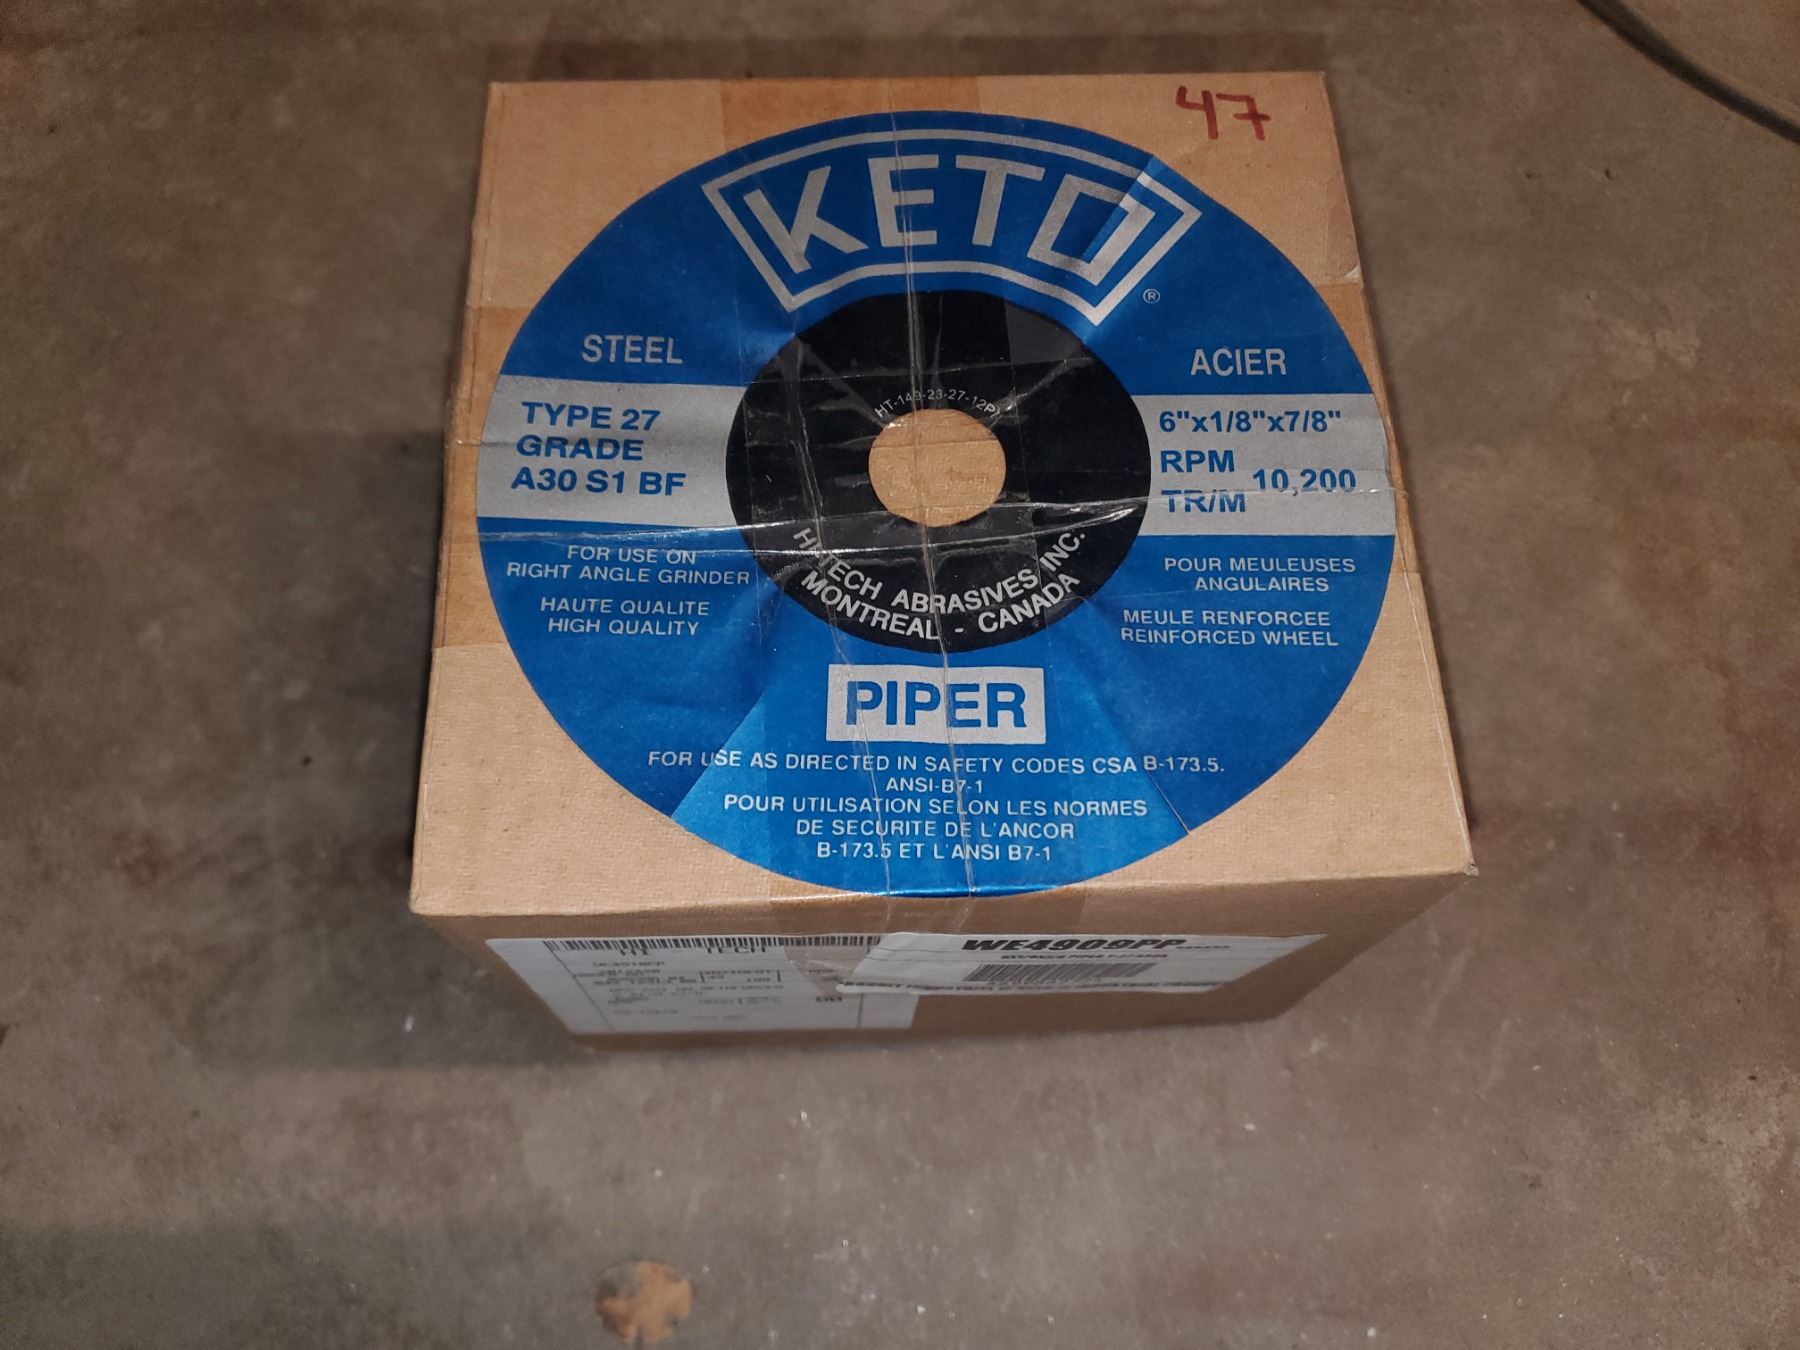 47
KETO
®
STEEL
ACIER
TYPE 27
GRADE
A30 S1 BF
6"x1/8"x7/8"
RPM
TR/M
10,200
FOR USE ON
RIGHT ANGLE GRINDER
HAUTE QUALITE
HIGH QUALITY
POUR MEULEUSES
ANGULAIRES
MEULE RENFORCEE
REINFORCED WHEEL
ABRASIVES INC.
MONTREAL - CANADA
PIPER
FOR USE AS DIRECTED IN SAFETY CODES CSA B-173.5.
ANSI-B7-1
POUR UTILISATION SELON LES NORMES
DE SECURITE DE L'ANCOR
B-173.5 ET L'ANSI B7-1
HI TECH
WE4909PP